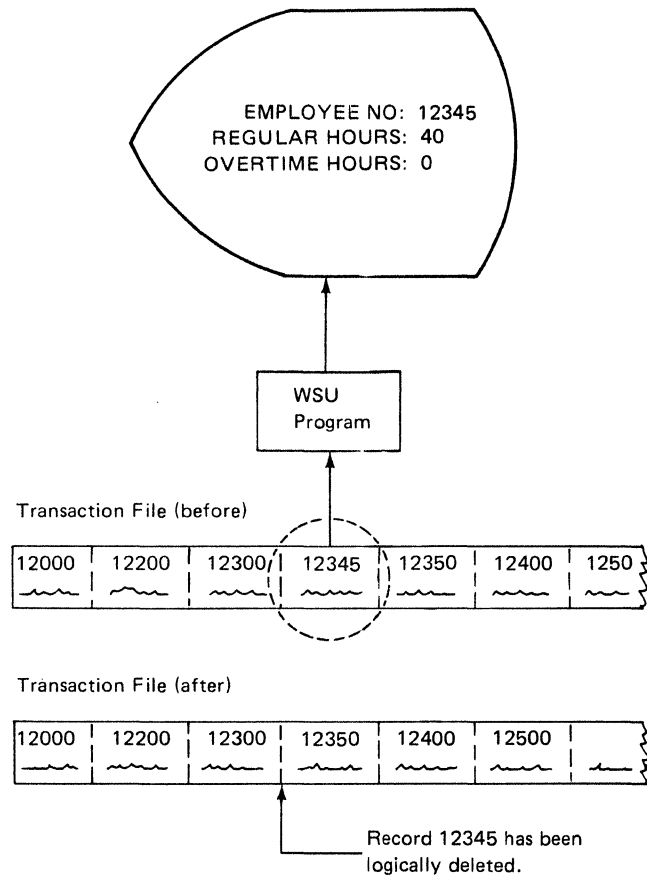 EMPLOYEE NO: 12345
REGULAR HOURS: 40
OVERTIME HOURS: 0
WSU
Program
Transaction File (before)
12000 12200 12300 12345 12350 12400 1250
Transaction File (after)
12000 12200 12300 12350 12400 12500
Record 12345 has been
logically deleted.